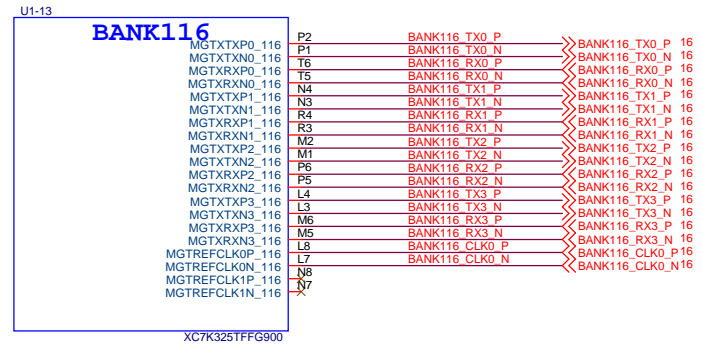 U1-13
BANK116
MGTXTXP0_116 P2 BANK116_TX0_P BANK116_TX0_P 16
MGTXTXN0_116 P1 BANK116_TX0_N BANK116_TX0_N 16
MGTXRXP0_116 T6 BANK116_RX0_P BANK116_RX0_P 16
MGTXRXN0_116 T5 BANK116_RX0_N BANK116_RX0_N 16
MGTXTXP1_116 N4 BANK116_TX1_P BANK116_TX1_P 16
MGTXTXN1_116 N3 BANK116_TX1_N BANK116_TX1_N 16
MGTXRXP1_116 R4 BANK116_RX1_P BANK116_RX1_P 16
MGTXRXN1_116 R3 BANK116_RX1_N BANK116_RX1_N 16
MGTXTXP2_116 M2 BANK116_TX2_P BANK116_TX2_P 16
MGTXTXN2_116 M1 BANK116_TX2_N BANK116_TX2_N 16
MGTXRXP2_116 P6 BANK116_RX2_P BANK116_RX2_P 16
MGTXRXN2_116 P5 BANK116_RX2_N BANK116_RX2_N 16
MGTXTXP3_116 L4 BANK116_TX3_P BANK116_TX3_P 16
MGTXTXN3_116 L3 BANK116_TX3_N BANK116_TX3_N 16
MGTXRXP3_116 M6 BANK116_RX3_P BANK116_RX3_P 16
MGTXRXN3_116 M5 BANK116_RX3_N BANK116_RX3_N 16
MGTREFCLK0P_116 L8 BANK116_CLK0_P BANK116_CLK0_P 16
MGTREFCLK0N_116 L7 BANK116_CLK0_N BANK116_CLK0_N 16
MGTREFCLK1P_116 N8
MGTREFCLK1N_116 N7
XC7K325TFFG900